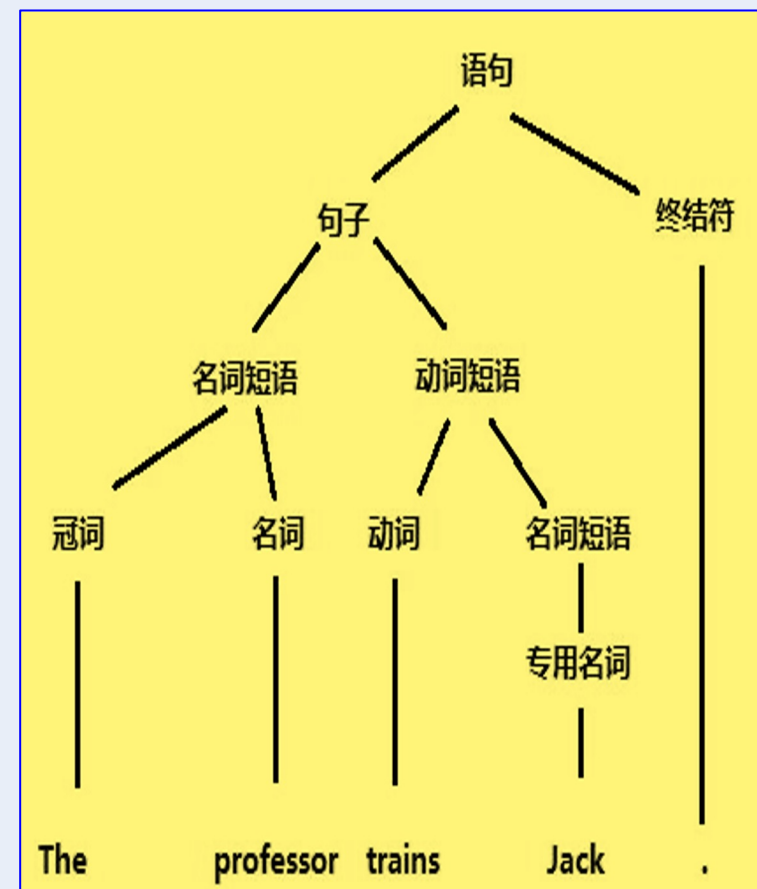 语句
句子 终结符
名词短语 动词短语
冠词 名词 动词 名词短语
专用名词
The professor trains Jack .